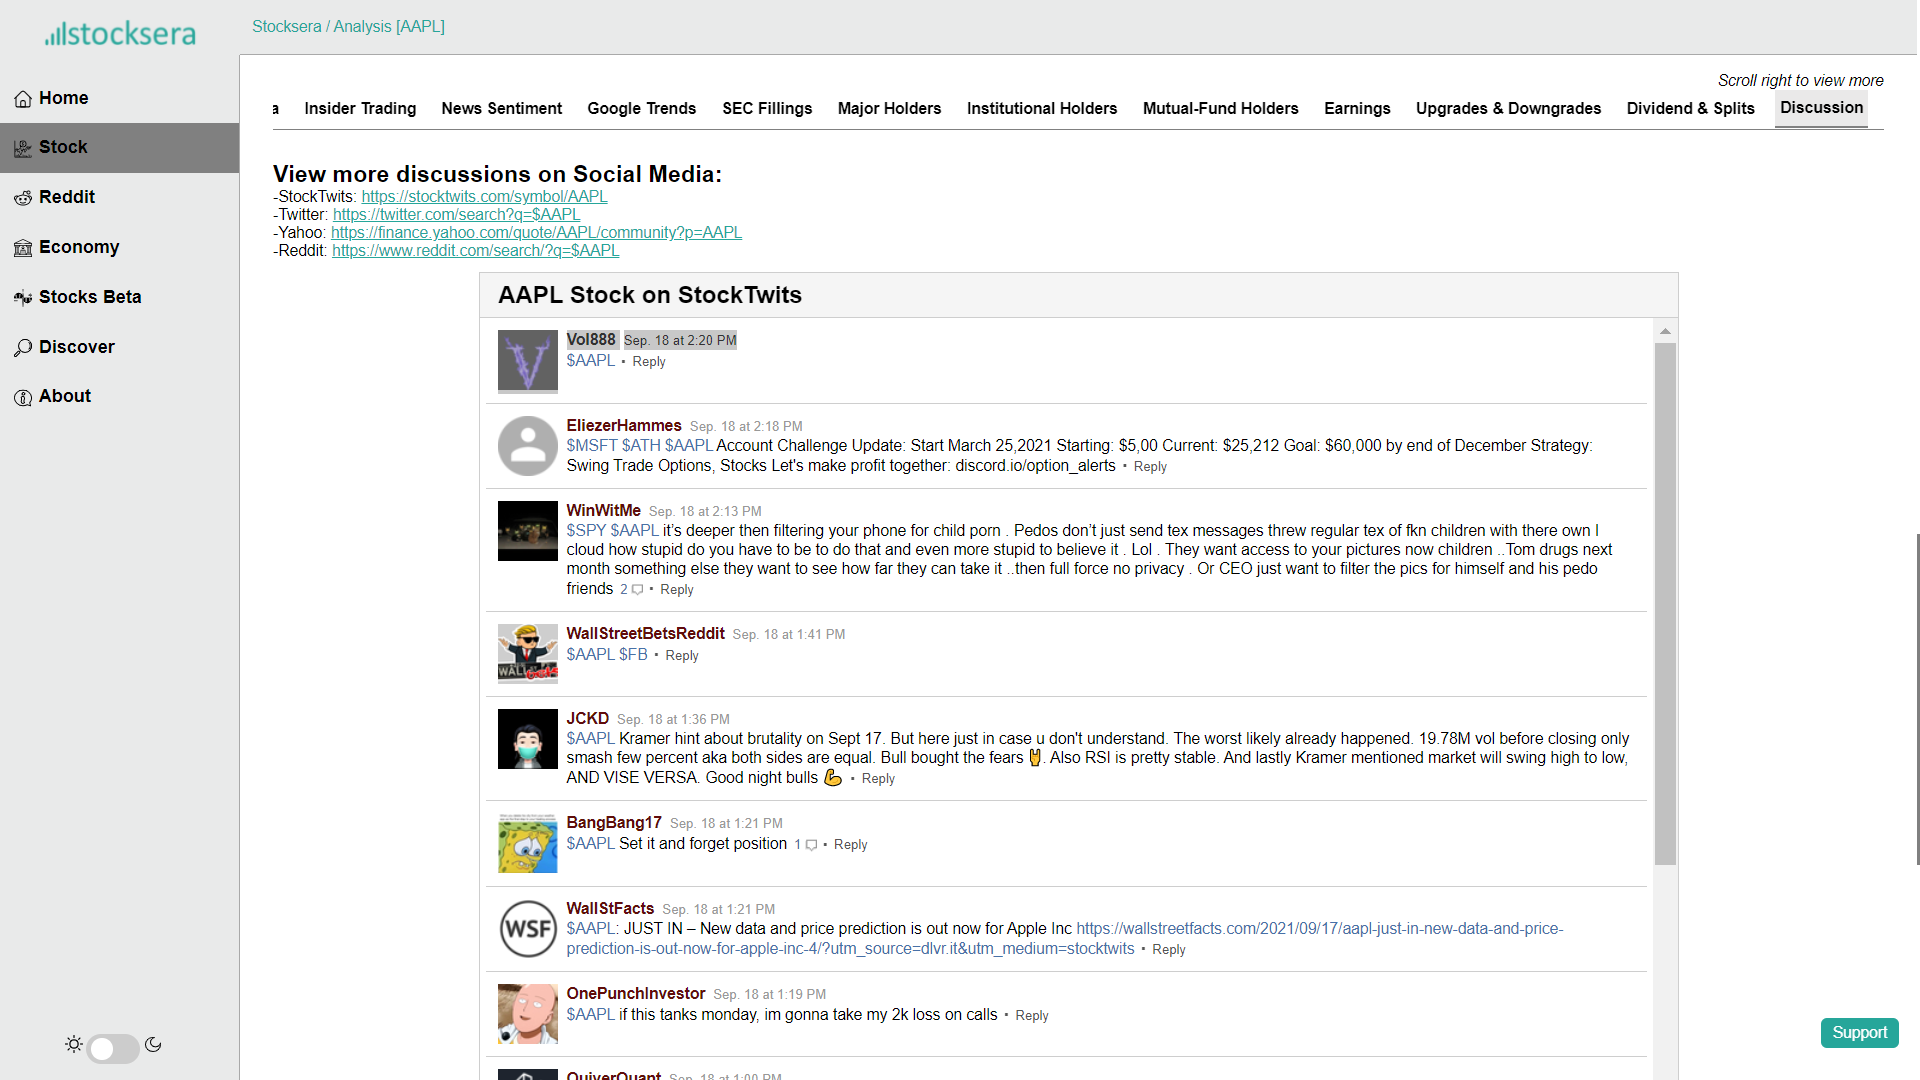 stocksera
Stocksera / Analysis [AAPL]
Home
Stock
Reddit
Economy
Stocks Beta
Discover
About
Scroll right to view more
a Insider Trading News Sentiment Google Trends SEC Fillings Major Holders Institutional Holders Mutual-Fund Holders Earnings Upgrades & Downgrades Dividend & Splits Discussion
View more discussions on Social Media:
-StockTwits: https://stocktwits.com/symbol/AAPL
-Twitter: https://twitter.com/search?q=$AAPL
-Yahoo: https://finance.yahoo.com/quote/AAPL/community?p=AAPL
-Reddit: https://www.reddit.com/search/?q=$AAPL
AAPL Stock on StockTwits
Vol888 Sep. 18 at 2:20 PM
$AAPL • Reply
EliezerHammes Sep. 18 at 2:18 PM
$MSFT $ATH $AAPL Account Challenge Update: Start March 25,2021 Starting: $5,00 Current: $25,212 Goal: $60,000 by end of December Strategy:
Swing Trade Options, Stocks Let's make profit together: discord.io/option_alerts • Reply
WinWitMe Sep. 18 at 2:13 PM
$SPY $AAPL it’s deeper then filtering your phone for child porn . Pedos don’t just send tex messages threw regular tex of fkn children with there own I
cloud how stupid do you have to be to do that and even more stupid to believe it . Lol . They want access to your pictures now children ..Tom drugs next
month something else they want to see how far they can take it ..then full force no privacy . Or CEO just want to filter the pics for himself and his pedo
friends 2 • Reply
WallStreetBetsReddit Sep. 18 at 1:41 PM
$AAPL $FB • Reply
WALL
JCKD Sep. 18 at 1:36 PM
$AAPL Kramer hint about brutality on Sept 17. But here just in case u don't understand. The worst likely already happened. 19.78M vol before closing only
smash few percent aka both sides are equal. Bull bought the fears 🤘. Also RSI is pretty stable. And lastly Kramer mentioned market will swing high to low,
AND VISE VERSA. Good night bulls 💪 • Reply
BangBang17 Sep. 18 at 1:21 PM
$AAPL Set it and forget position 1 • Reply
WSF
WallStFacts Sep. 18 at 1:21 PM
$AAPL: JUST IN – New data and price prediction is out now for Apple Inc https://wallstreetfacts.com/2021/09/17/aapl-just-in-new-data-and-price-
prediction-is-out-now-for-apple-inc-4/?utm_source=dlvr.it&utm_medium=stocktwits • Reply
OnePunchInvestor Sep. 18 at 1:19 PM
$AAPL if this tanks monday, im gonna take my 2k loss on calls • Reply
QuiverQuant Sep. 18 at 1:00 PM
Support